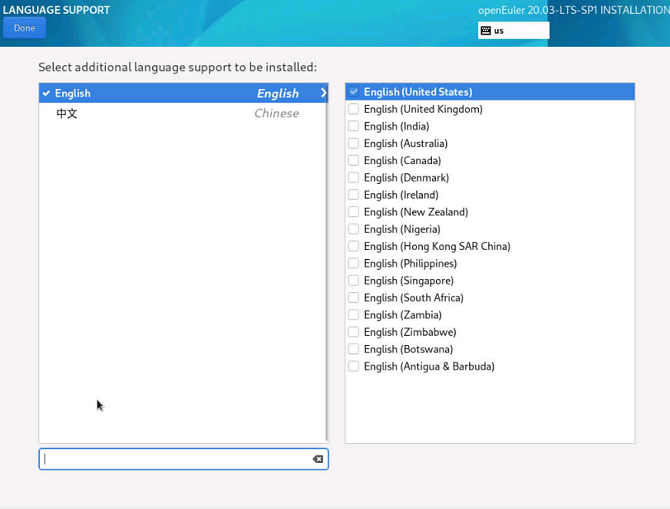 LANGUAGE SUPPORT
openEuler 20.03-LTS-SP1 INSTALLATION
Done
us
Select additional language support to be installed:
English English
中文 Chinese
English (United States)
English (United Kingdom)
English (India)
English (Australia)
English (Canada)
English (Denmark)
English (Ireland)
English (New Zealand)
English (Nigeria)
English (Hong Kong SAR China)
English (Philippines)
English (Singapore)
English (South Africa)
English (Zambia)
English (Zimbabwe)
English (Botswana)
English (Antigua & Barbuda)